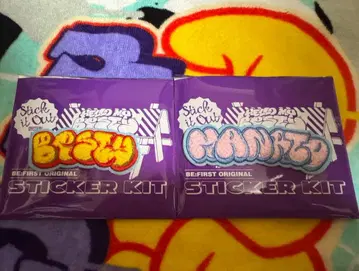 Stick
it Out
BESTY
BE:FIRST ORIGINAL
STICKER KIT
Stick
it Out
MANATO
BE:FIRST ORIGINAL
STICKER KIT